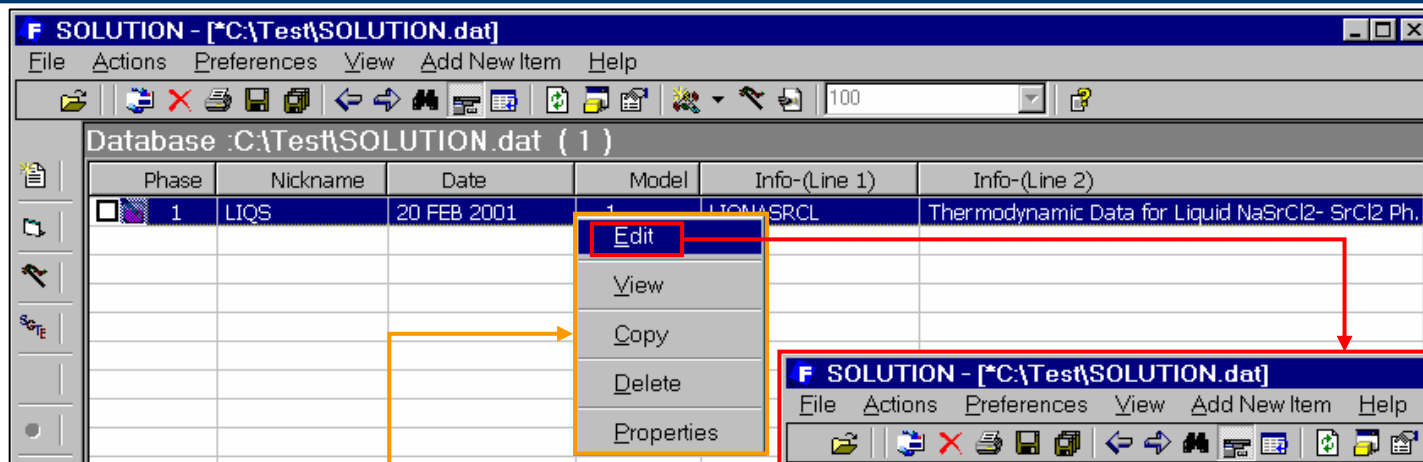 SOLUTION - [*C:\Test\SOLUTION.dat]
File Actions Preferences View Add New Item Help
100
Database :C:\Test\SOLUTION.dat ( 1 )
Phase Nickname Date Model Info-(Line 1) Info-(Line 2)
1 LIQS 20 FEB 2001 1 LIQNASRCL Thermodynamic Data for Liquid NaSrCl2- SrCl2 Ph.
Edit
View
SGTE
Copy
Delete
Properties
SOLUTION - [*C:\Test\SOLUTION.dat]
File Actions Preferences View Add New Item Help